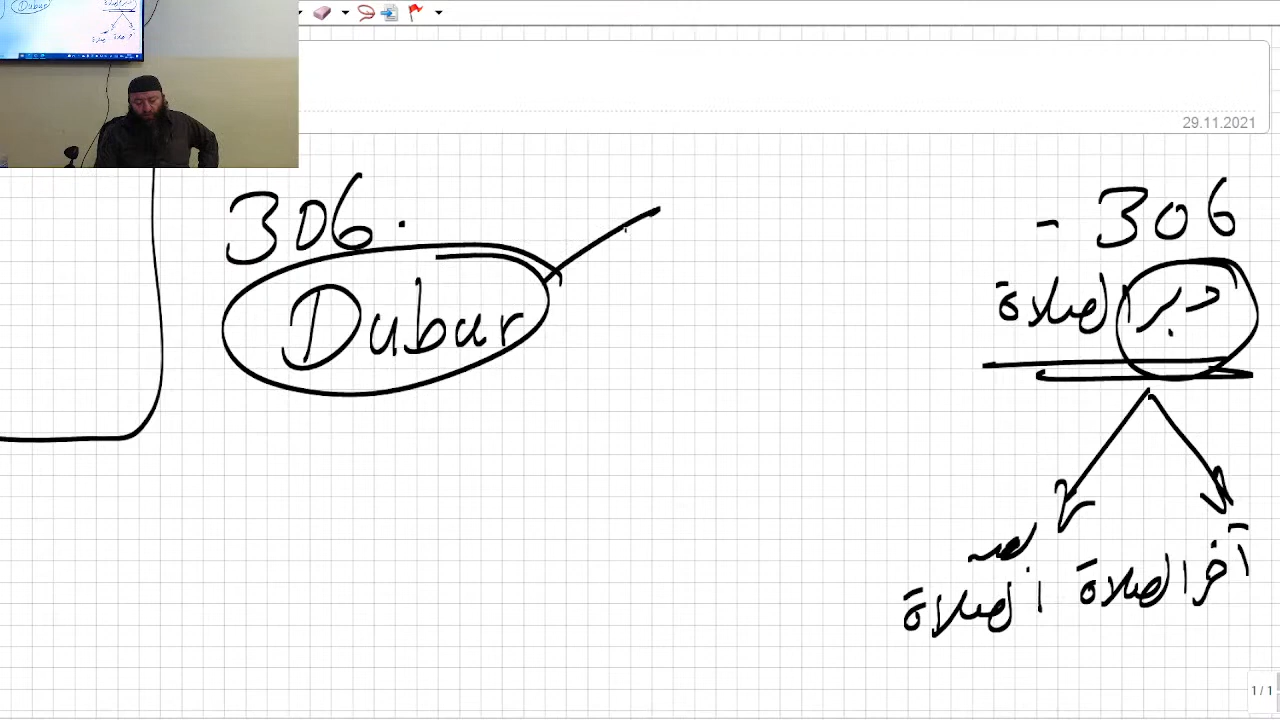 29.11.2021
306.
Dubur
306 -
دبر الصلاة
آخر الصلاة
بعد
الصلاة
1 / 1